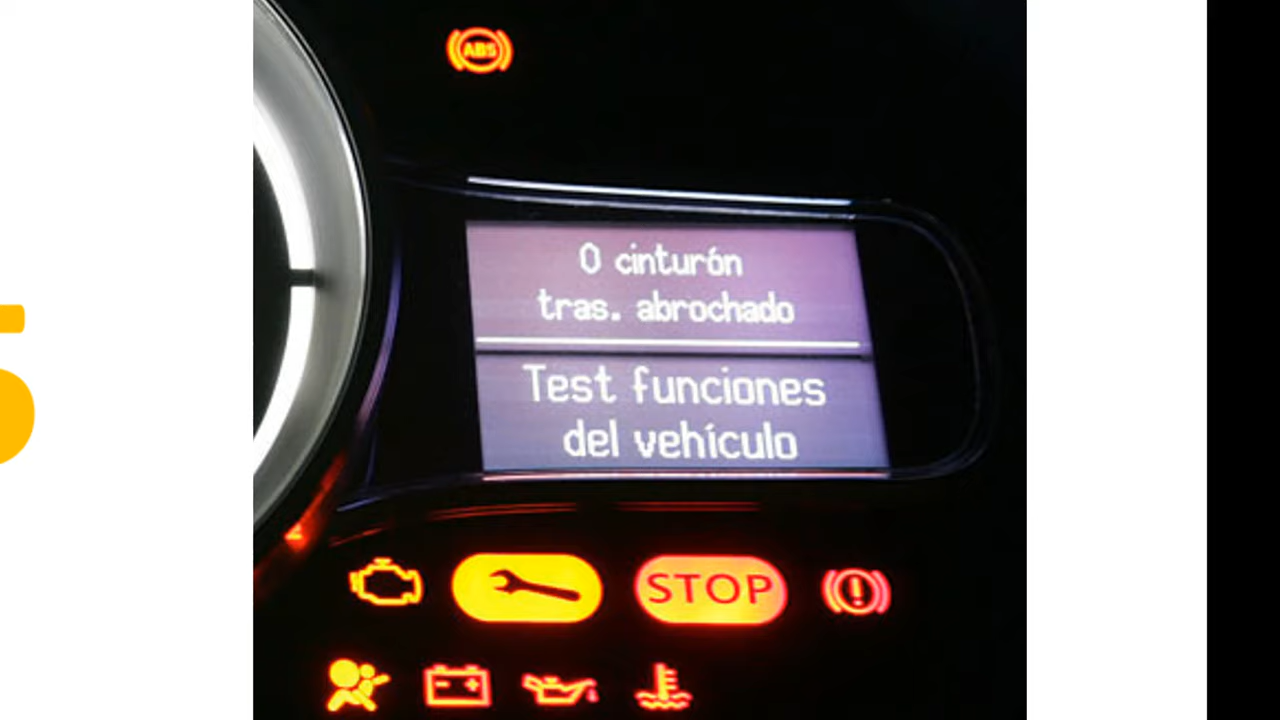 ABS
0 cinturón
tras. abrochado
Test funciones
del vehículo
STOP